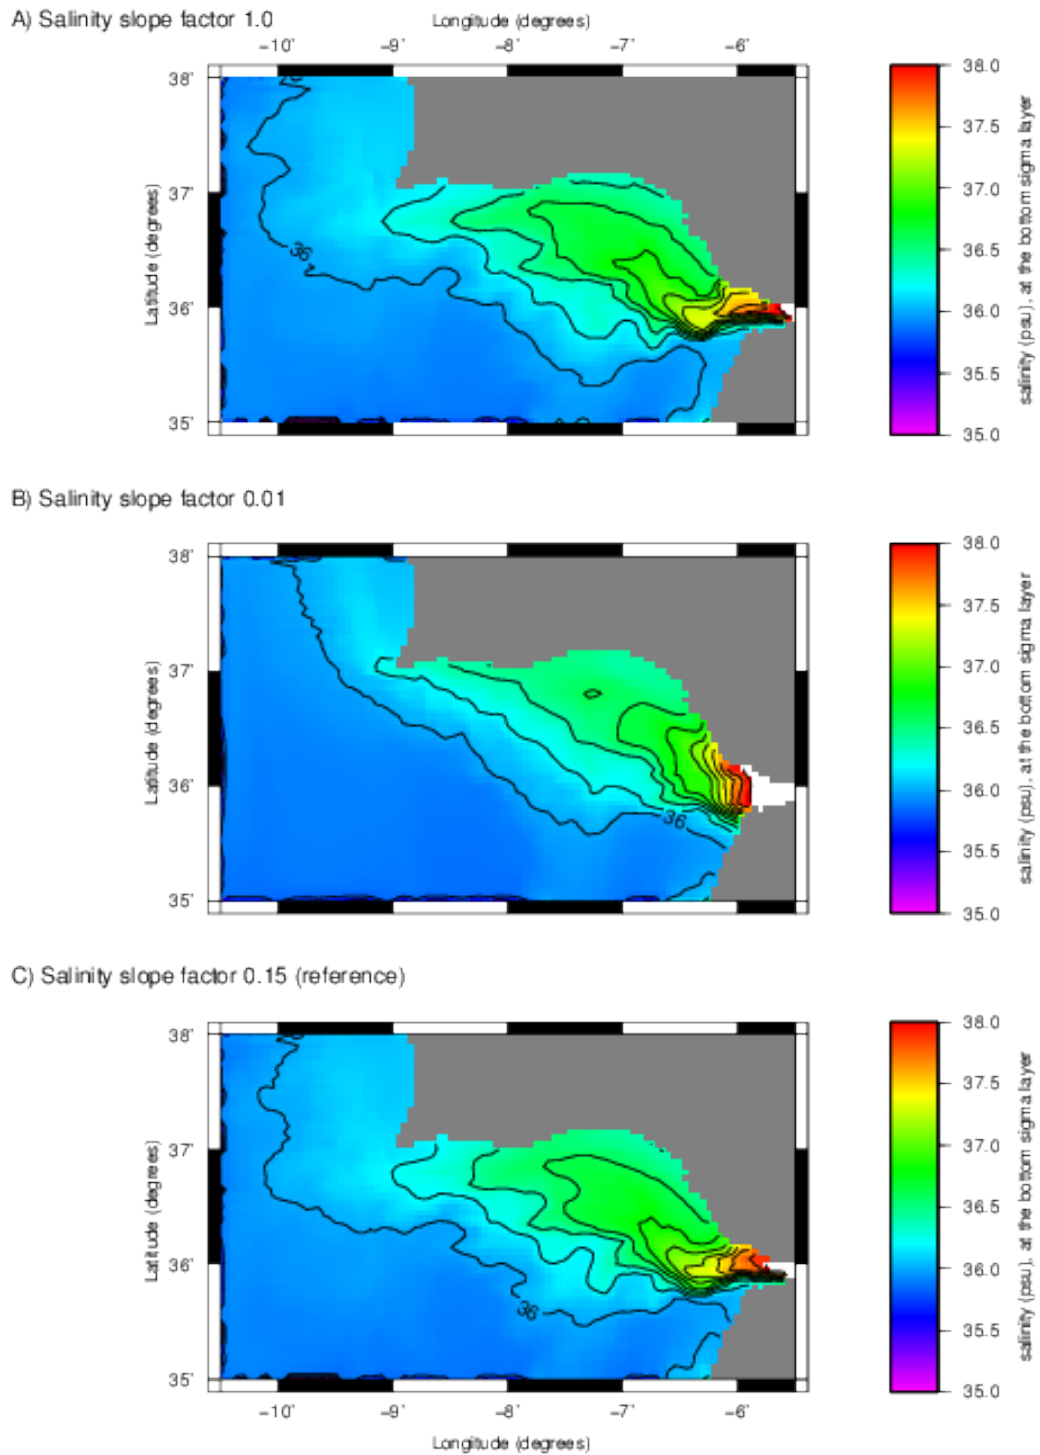 A) Salinity slope factor 1.0
Longitude (degrees)
-10° -9° -8° -7° -6°
38°
37°
36°
35°
Latitude (degrees)
36
38.0
37.5
37.0
36.5
36.0
35.5
35.0
salinity (psu), at the bottom sigma layer
B) Salinity slope factor 0.01
38°
37°
36°
35°
Latitude (degrees)
36
38.0
37.5
37.0
36.5
36.0
35.5
35.0
salinity (psu), at the bottom sigma layer
C) Salinity slope factor 0.15 (reference)
38°
37°
36°
35°
Latitude (degrees)
36
-10° -9° -8° -7° -6°
Longitude (degrees)
38.0
37.5
37.0
36.5
36.0
35.5
35.0
salinity (psu), at the bottom sigma layer